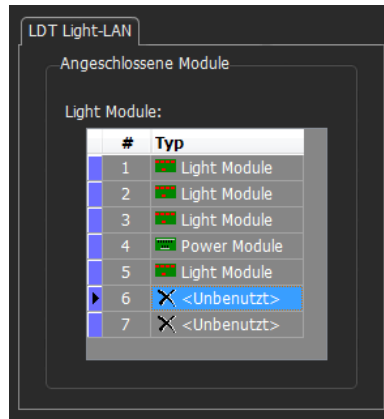 LDT Light-LAN
Angeschlossene Module
Light Module:
# Typ
1 Light Module
2 Light Module
3 Light Module
4 Power Module
5 Light Module
6 <Unbenutzt>
7 <Unbenutzt>